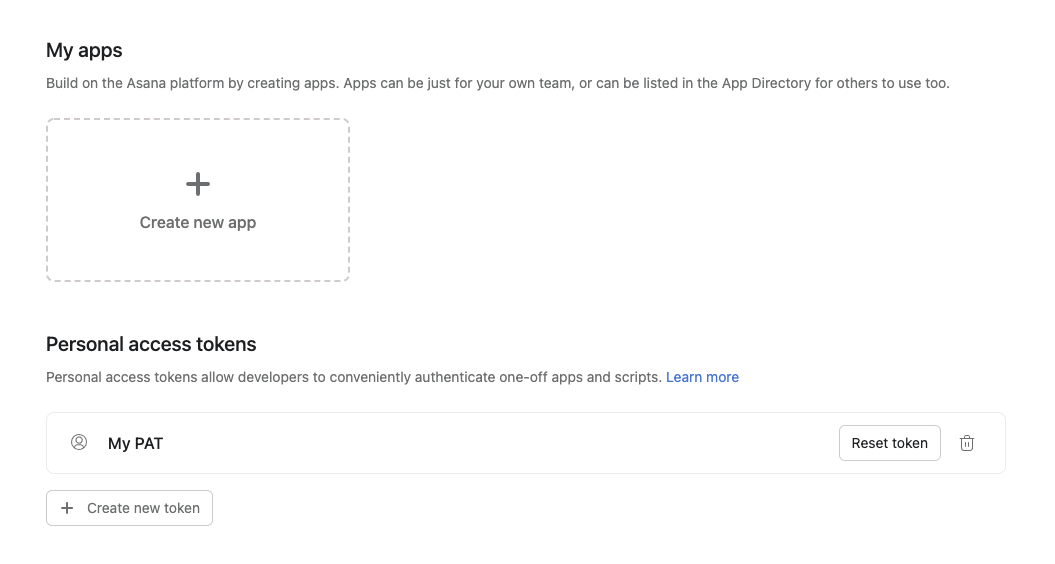 My apps
Build on the Asana platform by creating apps. Apps can be just for your own team, or can be listed in the App Directory for others to use too.
Create new app
Personal access tokens
Personal access tokens allow developers to conveniently authenticate one-off apps and scripts. Learn more
My PAT
Reset token
Create new token